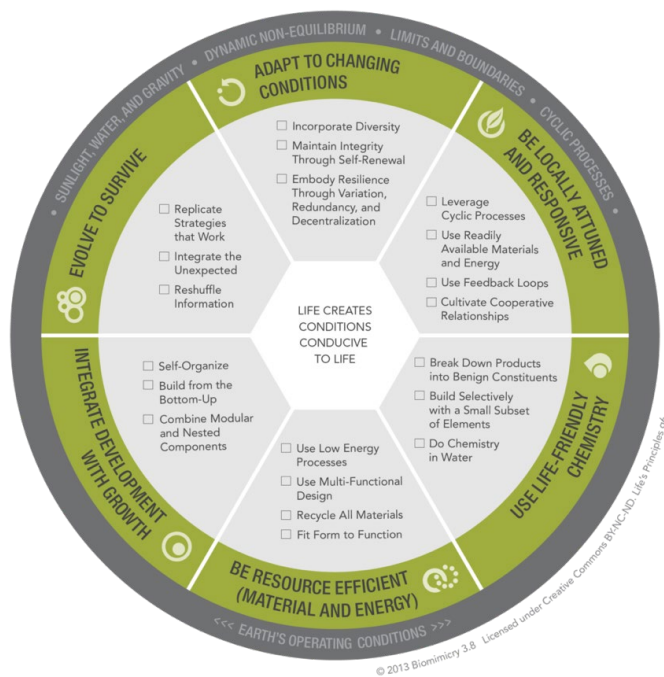 • SUNLIGHT, WATER, AND GRAVITY • DYNAMIC NON-EQUILIBRIUM • LIMITS AND BOUNDARIES • CYCLIC PROCESSES •
ADAPT TO CHANGING
CONDITIONS
☐ Incorporate Diversity
☐ Maintain Integrity
Through Self-Renewal
☐ Embody Resilience
Through Variation,
Redundancy, and
Decentralization
BE LOCALLY ATTUNED
AND RESPONSIVE
☐ Leverage
Cyclic Processes
☐ Use Readily
Available Materials
and Energy
☐ Use Feedback Loops
☐ Cultivate Cooperative
Relationships
USE LIFE-FRIENDLY
CHEMISTRY
☐ Break Down Products
into Benign Constituents
☐ Build Selectively
with a Small Subset
of Elements
☐ Do Chemistry
in Water
BE RESOURCE EFFICIENT
(MATERIAL AND ENERGY)
☐ Use Low Energy
Processes
☐ Use Multi-Functional
Design
☐ Recycle All Materials
☐ Fit Form to Function
INTEGRATE DEVELOPMENT
WITH GROWTH
☐ Self-Organize
☐ Build from the
Bottom-Up
☐ Combine Modular
and Nested
Components
EVOLVE TO SURVIVE
☐ Replicate
Strategies
that Work
☐ Integrate the
Unexpected
☐ Reshuffle
Information
LIFE CREATES
CONDITIONS
CONDUCIVE
TO LIFE
<<< EARTH'S OPERATING CONDITIONS >>>
© 2013 Biomimicry 3.8 Licensed under Creative Commons BY-NC-ND. Life's Principles of